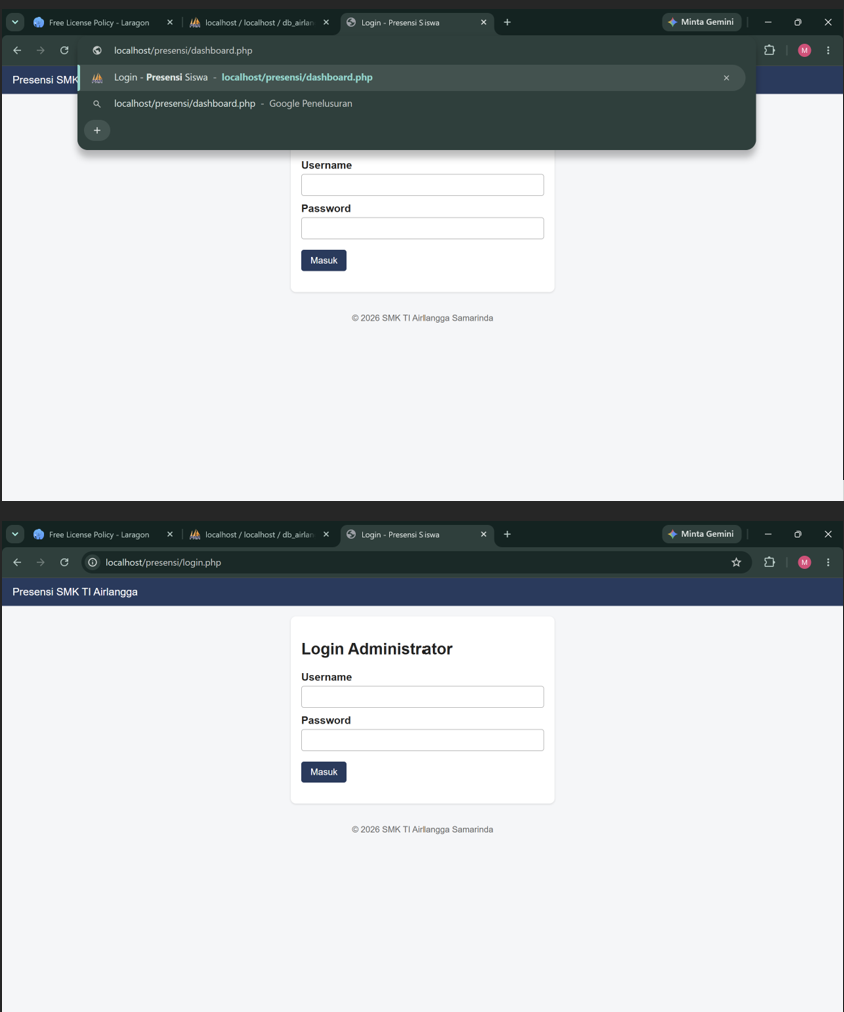 Free License Policy - Laragon
localhost / localhost / db_airlan
Login - Presensi Siswa
Minta Gemini
localhost/presensi/dashboard.php
M
Presensi SMK
Login - Presensi Siswa - localhost/presensi/dashboard.php
localhost/presensi/dashboard.php - Google Penelusuran
Username
Password
Masuk
© 2026 SMK TI Airllangga Samarinda
Free License Policy - Laragon
localhost / localhost / db_airlan
Login - Presensi Siswa
Minta Gemini
localhost/presensi/login.php
M
Presensi SMK TI Airlangga
Login Administrator
Username
Password
Masuk
© 2026 SMK TI Airllangga Samarinda